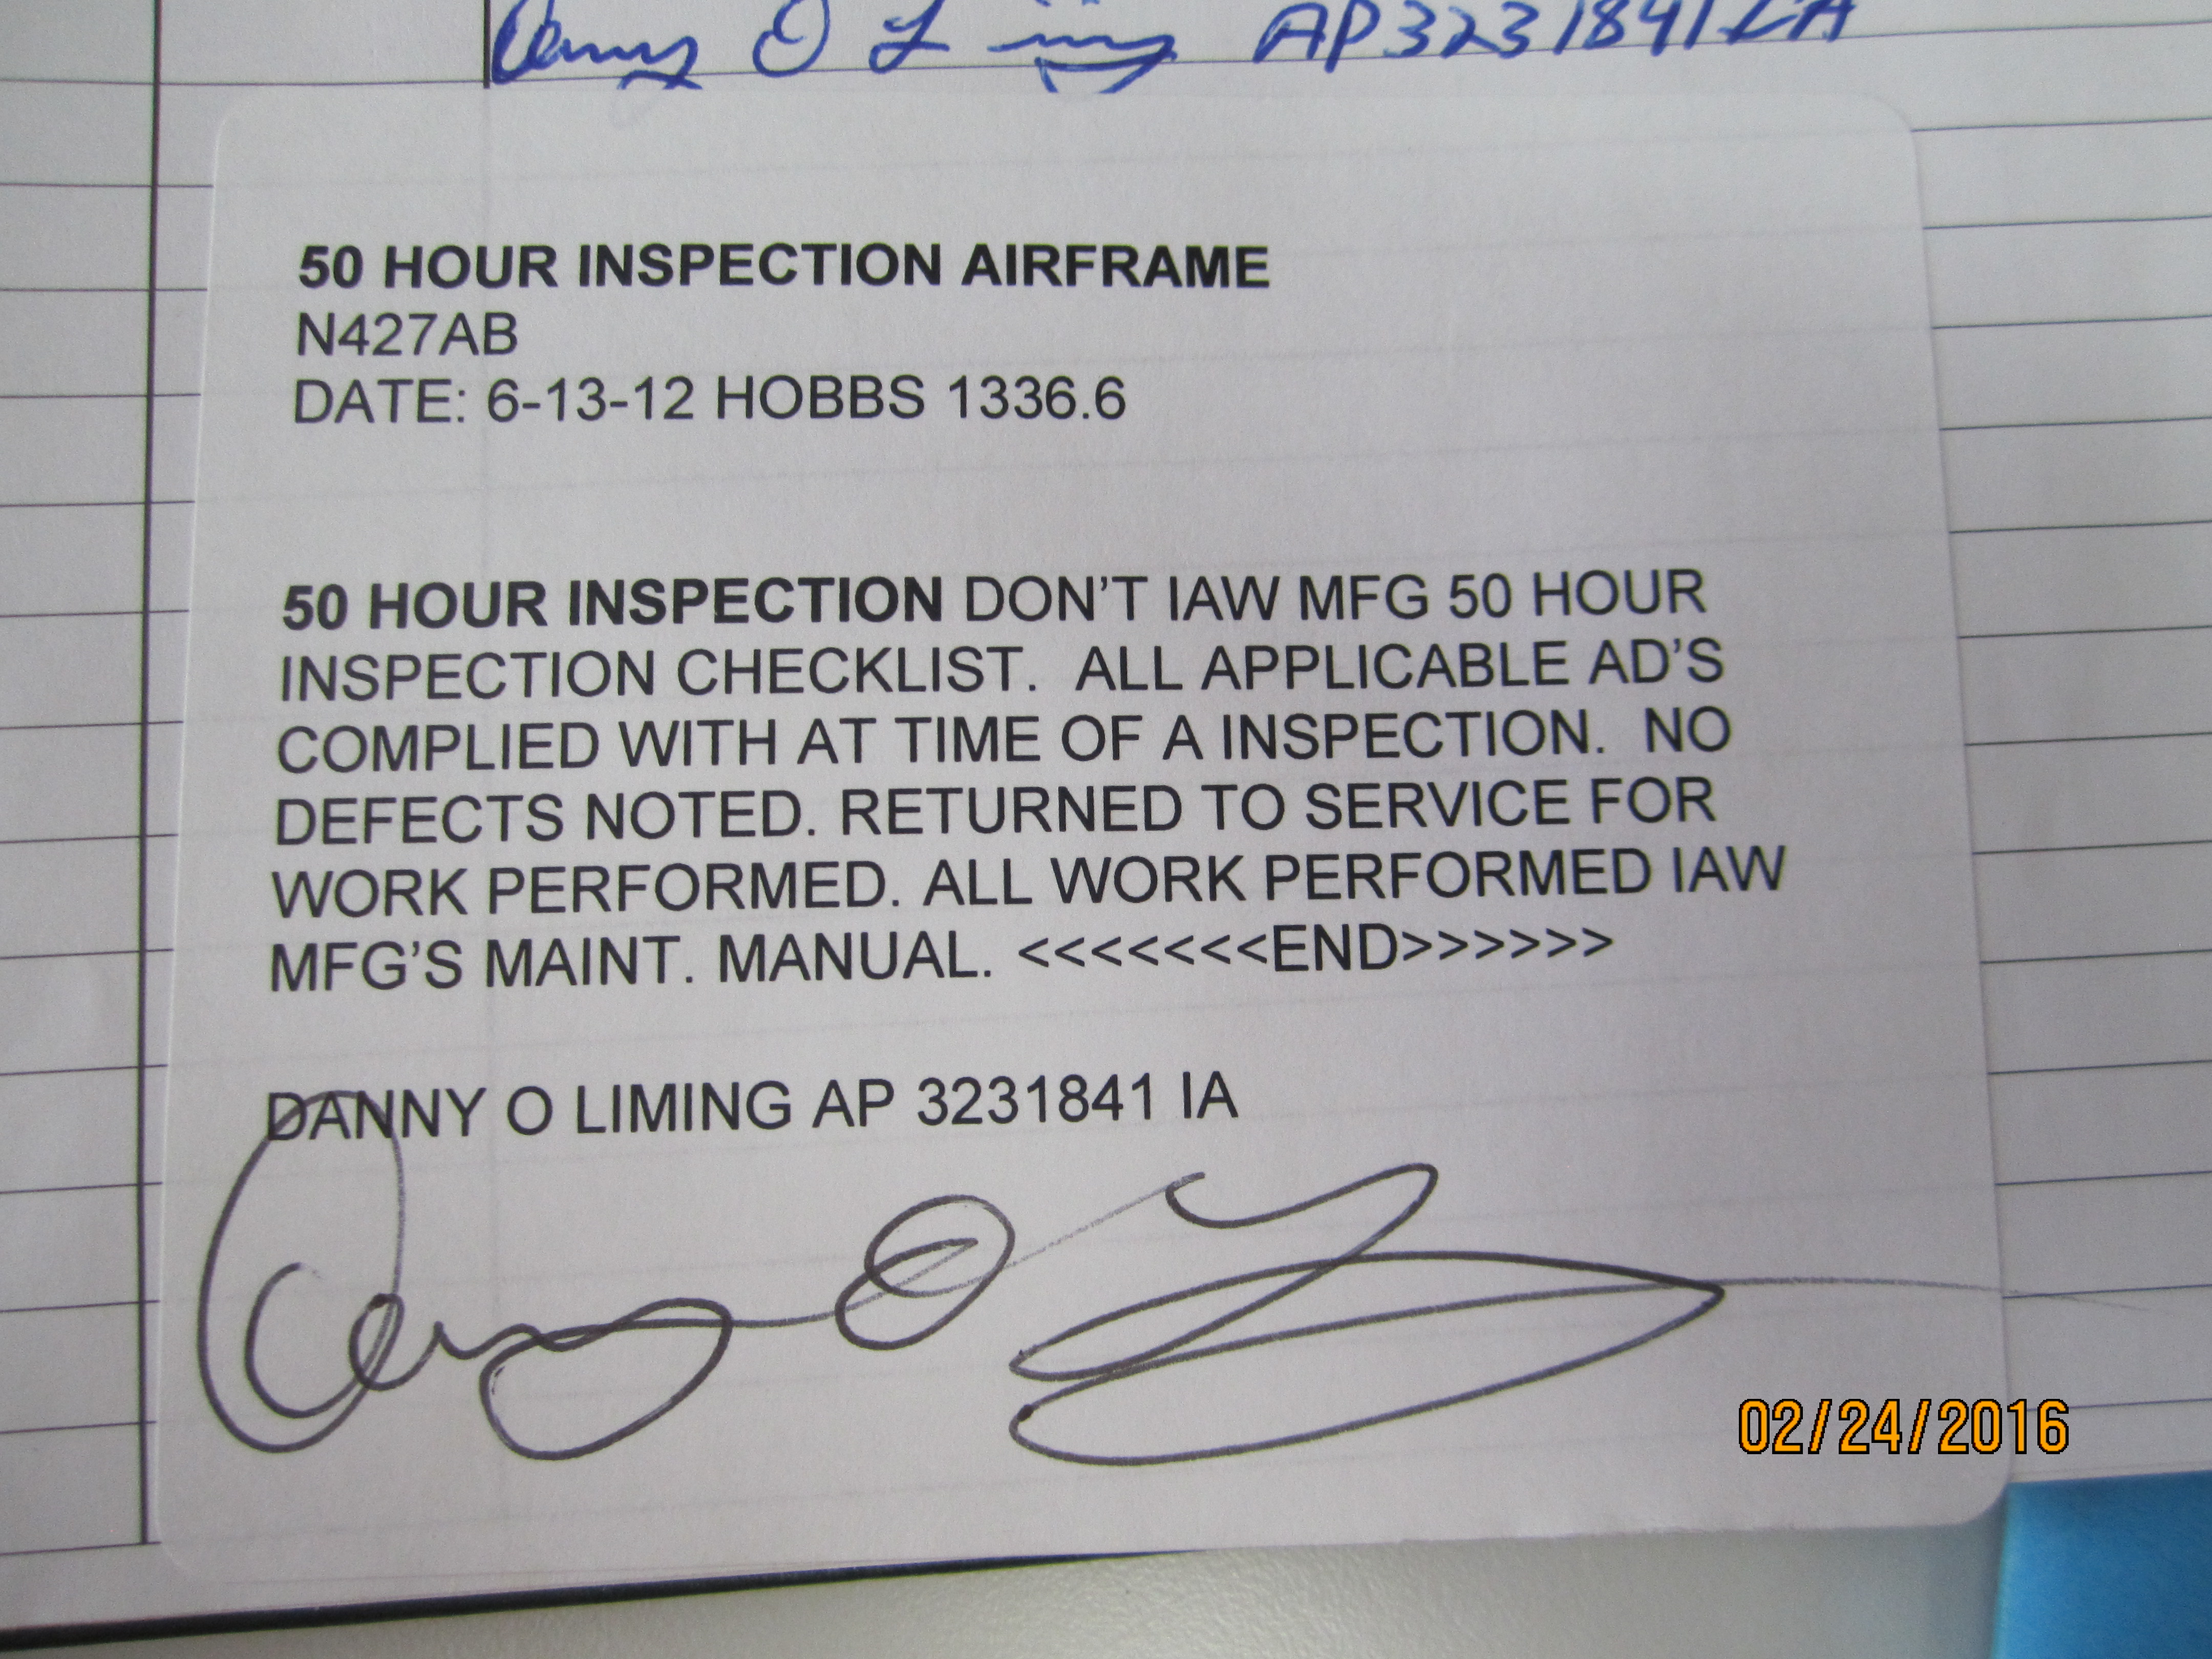 Danny O Liming AP3231841IA
50 HOUR INSPECTION AIRFRAME
N427AB
DATE: 6-13-12 HOBBS 1336.6
50 HOUR INSPECTION DON'T IAW MFG 50 HOUR
INSPECTION CHECKLIST. ALL APPLICABLE AD'S
COMPLIED WITH AT TIME OF A INSPECTION. NO
DEFECTS NOTED. RETURNED TO SERVICE FOR
WORK PERFORMED. ALL WORK PERFORMED IAW
MFG'S MAINT. MANUAL. <<<<<<<END>>>>>>
DANNY O LIMING AP 3231841 IA
Danny O L
02/24/2016